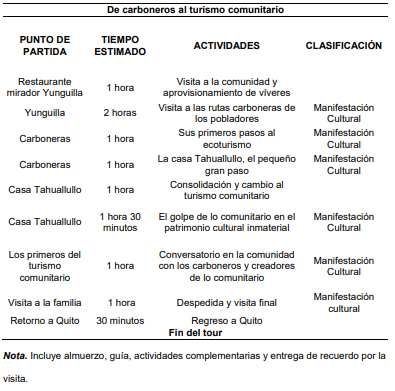 De carboneros al turismo comunitario
PUNTO DE PARTIDA TIEMPO ESTIMADO ACTIVIDADES CLASIFICACIÓN
Restaurante mirador Yunguilla 1 hora Visita a la comunidad y aprovisionamiento de víveres
Yunguilla 2 horas Visita a las rutas carboneras de los pobladores Manifestación Cultural
Carboneras 1 hora Sus primeros pasos al ecoturismo Manifestación Cultural
Carboneras 1 hora La casa Tahuallullo, el pequeño gran paso Manifestación Cultural
Casa Tahuallullo 1 hora Consolidación y cambio al turismo comunitario
Casa Tahuallullo 1 hora 30 minutos El golpe de lo comunitario en el patrimonio cultural inmaterial Manifestación Cultural
Los primeros del turismo comunitario 1 hora Conversatorio en la comunidad con los carboneros y creadores de lo comunitario Manifestación Cultural
Visita a la familia 1 hora Despedida y visita final Manifestación cultural
Retorno a Quito 30 minutos Regreso a Quito
Fin del tour
Nota. Incluye almuerzo, guía, actividades complementarias y entrega de recuerdo por la
visita.